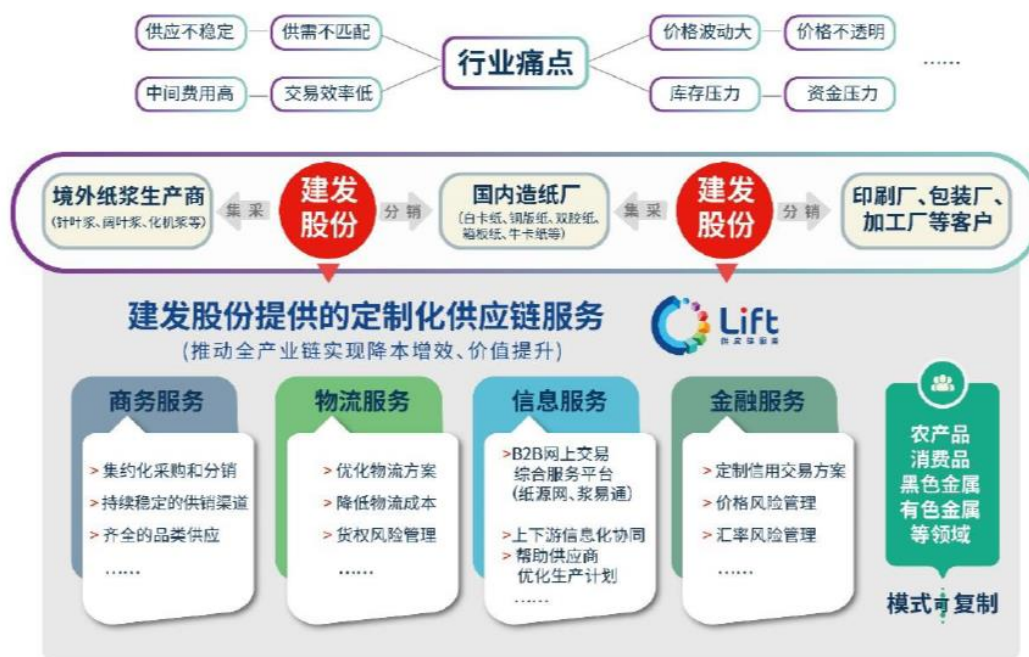 供应不稳定
供需不匹配
价格波动大
价格不透明
行业痛点
中间费用高
交易效率低
库存压力
资金压力
……
境外纸浆生产商
(针叶浆、阔叶浆、化机浆等)
集采
建发
股份
分销
国内造纸厂
(白卡纸、铜版纸、双胶纸、
箱板纸、牛卡纸等)
集采
建发
股份
分销
印刷厂、包装厂、
加工厂等客户
建发股份提供的定制化供应链服务
(推动全产业链实现降本增效、价值提升)
Lift
供应链服务
商务服务
> 集约化采购和分销
> 持续稳定的供销渠道
> 齐全的品类供应
……
物流服务
> 优化物流方案
> 降低物流成本
> 货权风险管理
……
信息服务
>B2B网上交易
综合服务平台
(纸源网、浆易通)
>上下游信息化协同
> 帮助供应商
优化生产计划
……
金融服务
> 定制信用交易方案
> 价格风险管理
> 汇率风险管理
……
农产品
消费品
黑色金属
有色金属
等领域
模式可复制